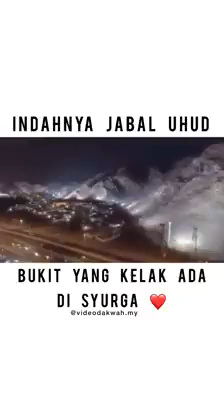 INDAHNYA JABAL UHUD
BUKIT YANG KELAK ADA
DI SYURGA ❤️
@videodakwah.my